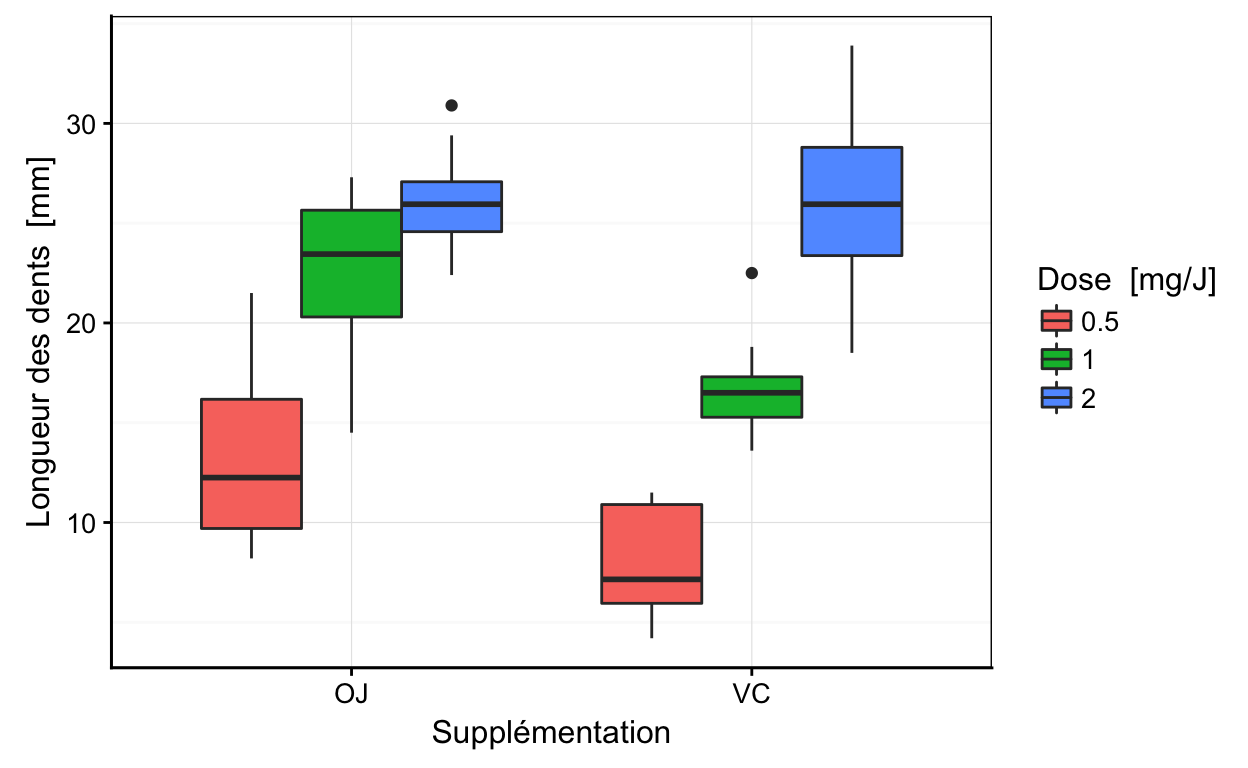 Longueur des dents [mm]
30
20
10
OJ
VC
Supplémentation
Dose [mg/J]
0.5
1
2